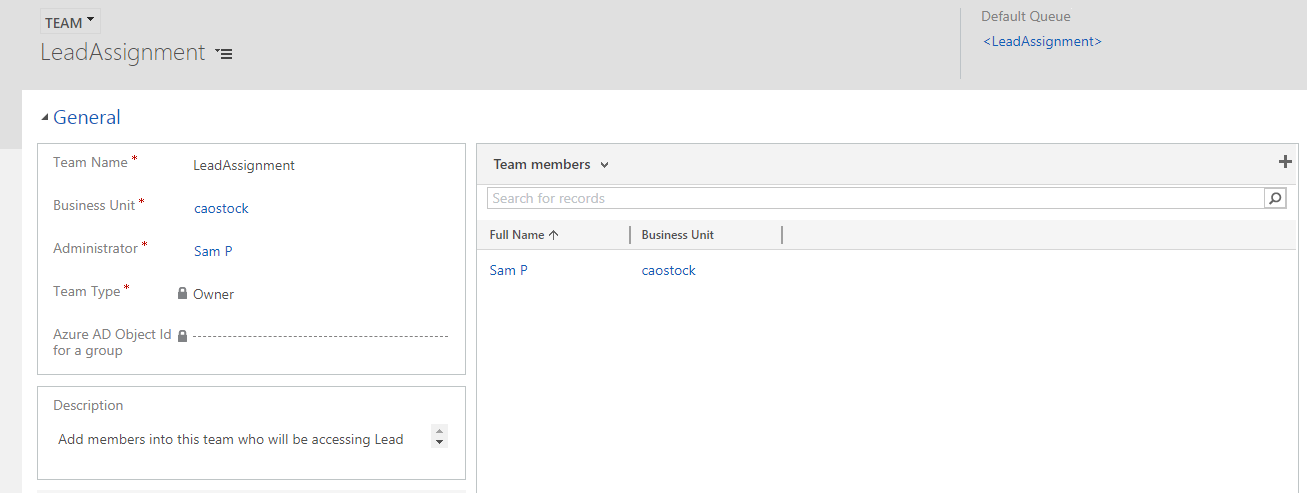 TEAM
LeadAssignment
Default Queue
<LeadAssignment>
General
Team Name *
LeadAssignment
Business Unit *
caostock
Administrator *
Sam P
Team Type *
Owner
Azure AD Object Id
for a group
Description
Add members into this team who will be accessing Lead
Team members
Search for records
Full Name
Business Unit
Sam P
caostock